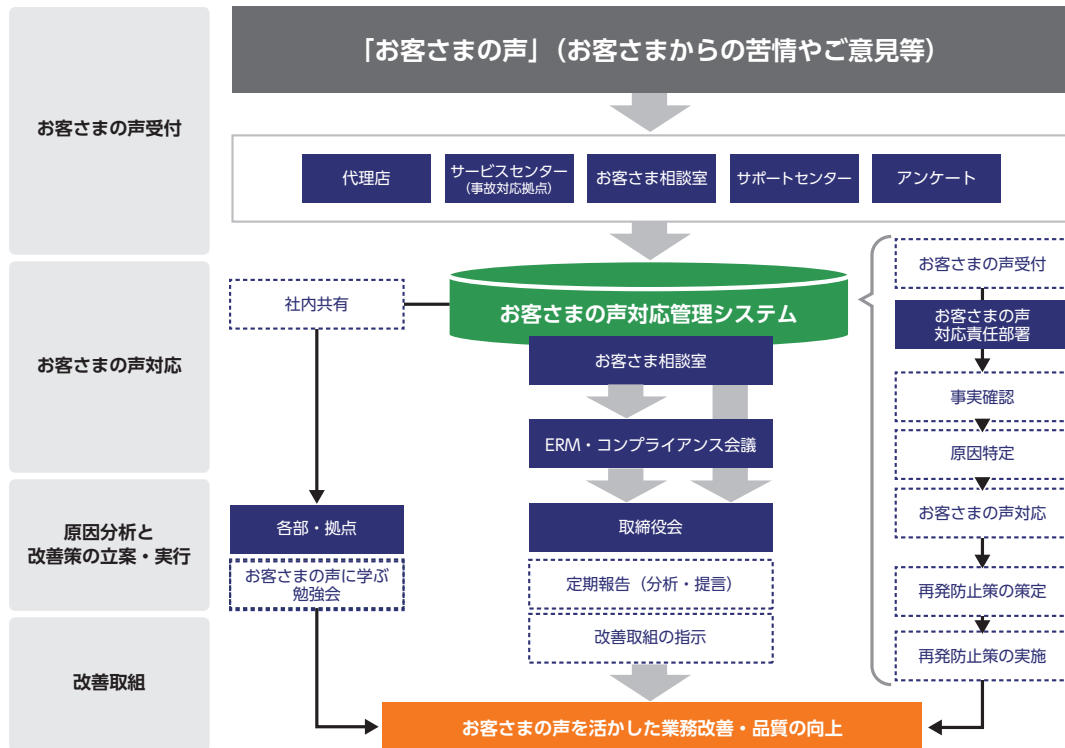 「お客さまの声」（お客さまからの苦情やご意見等）
お客さまの声受付
代理店
サービスセンター
（事故対応拠点）
お客さま相談室
サポートセンター
アンケート
お客さまの声対応
社内共有
お客さまの声対応管理システム
お客さま相談室
ERM・コンプライアンス会議
お客さまの声受付
お客さまの声
対応責任部署
事実確認
原因特定
お客さまの声対応
再発防止策の策定
再発防止策の実施
原因分析と
改善策の立案・実行
各部・拠点
お客さまの声に学ぶ
勉強会
取締役会
定期報告（分析・提言）
改善取組の指示
改善取組
お客さまの声を活かした業務改善・品質の向上